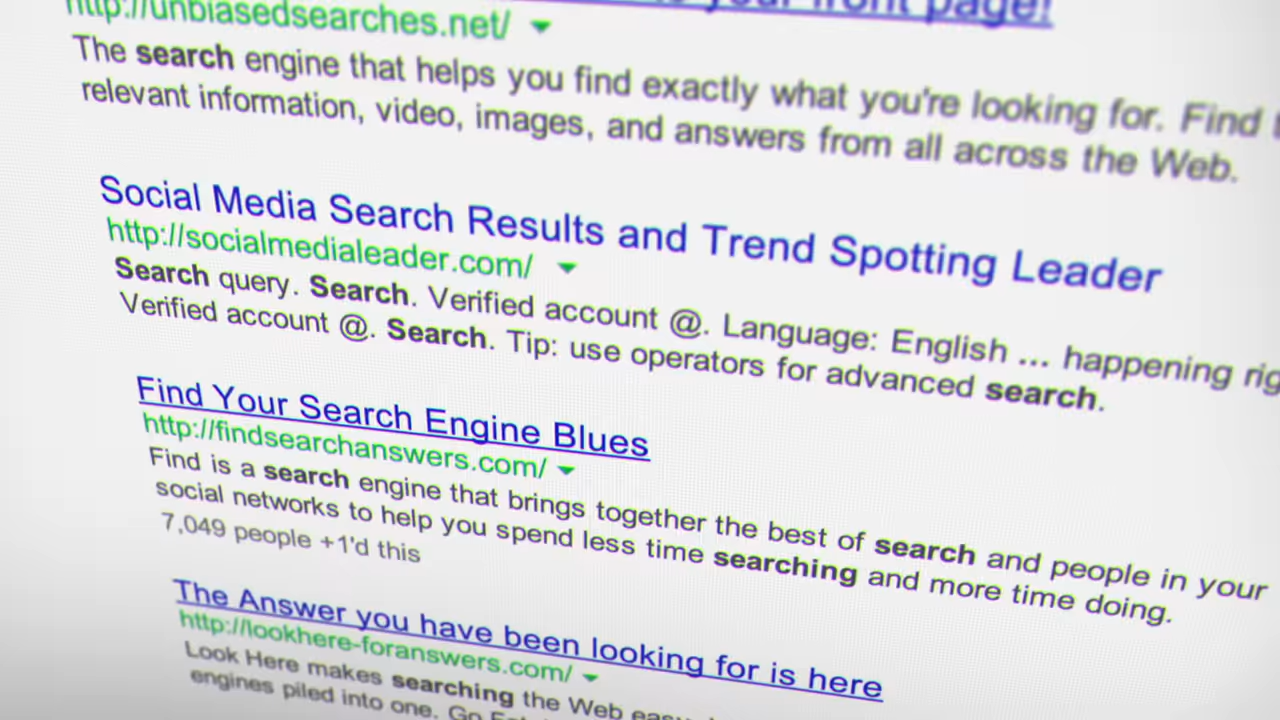 your front page!
http://unbiasedsearches.net/
The search engine that helps you find exactly what you're looking for. Find
relevant information, video, images, and answers from all across the Web.
Social Media Search Results and Trend Spotting Leader
http://socialmedialeader.com/
Search query. Search. Verified account @. Language: English ... happening
Verified account @. Search. Tip: use operators for advanced search.
Find Your Search Engine Blues
http://findsearchanswers.com/
Find is a search engine that brings together the best of search and people in your
social networks to help you spend less time searching and more time doing.
7,049 people +1'd this
The Answer you have been looking for is here
http://lookhere-foranswers.com/
Look Here makes searching the Web
engines piled into one. Go